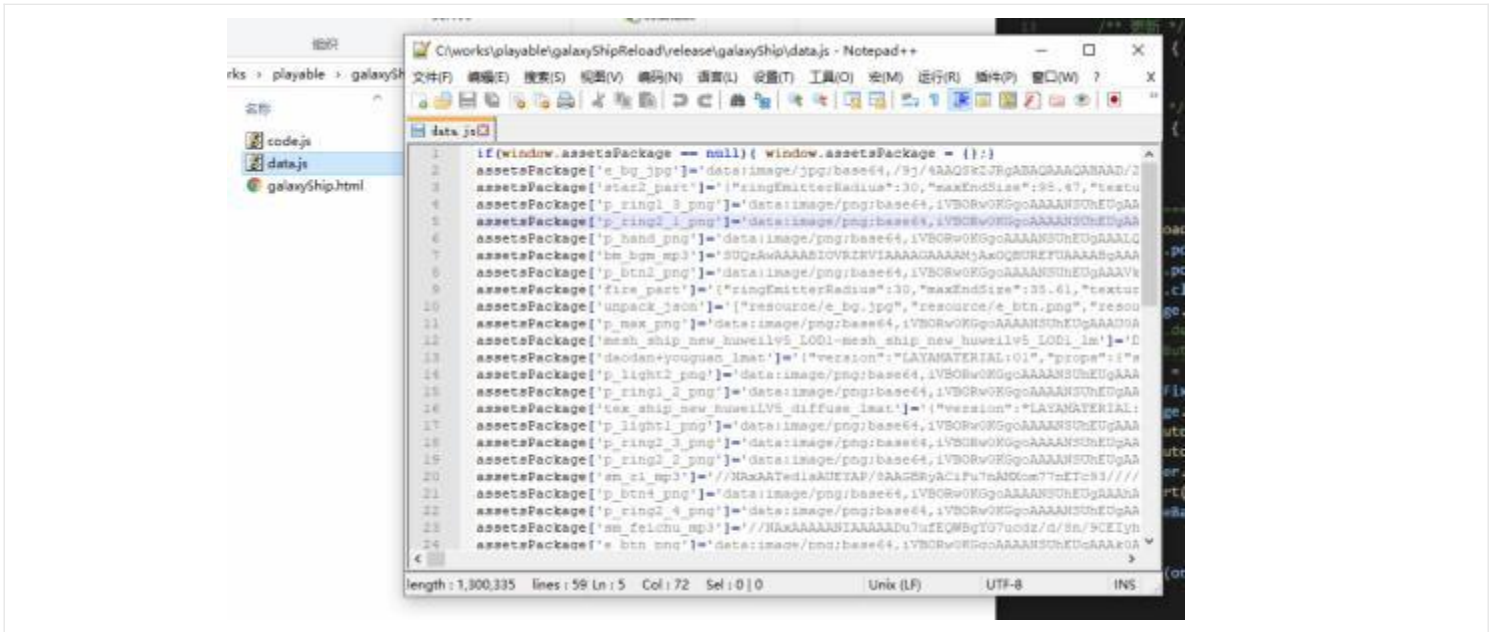 组织
C:\works\playable\galaxyShipReload\release\galaxyShip\data.js - Notepad++
rks › playable › galaxySh
文件(F) 编辑(E) 搜索(S) 视图(V) 编码(N) 语言(L) 设置(T) 工具(O) 宏(M) 运行(R) 插件(P) 窗口(W) ? X
名称
code.js
data.js
galaxyShip.html
data.js
1 if(window.assetsPackage == null){ window.assetsPackage = {};}
2 assetsPackage['e_bg_jpg']='data:image/jpg;base64,/9j/4AAQSkZJRgABAQAAAQABAAD/2
3 assetsPackage['star2_part']='{"ringEmitterRadius":30,"maxEndSize":95.47,"textu
4 assetsPackage['p_ring1_3_png']='data:image/png;base64,iVBORw0KGgoAAAANSUhEUgAA
5 assetsPackage['p_ring2_1_png']='data:image/png;base64,iVBORw0KGgoAAAANSUhEUgAA
6 assetsPackage['p_hand_png']='data:image/png;base64,iVBORw0KGgoAAAANSUhEUgAAALQ
7 assetsPackage['bm_bgm_mp3']=
8 assetsPackage['p_btn2_png']='data:image/png;base64,iVBORw0KGgoAAAANSUhEUgAAAVk
9 assetsPackage['fire_part']='{"ringEmitterRadius":30,"maxEndSize":35.61,"textur
10 assetsPackage['unpack_json']='["resource/e_bg.jpg","resource/e_btn.png","resou
11 assetsPackage['p_max_png']='data:image/png;base64,iVBORw0KGgoAAAANSUhEUgAAAU0A
12 assetsPackage['mesh_ship_new_huweilv5_LOD1-mesh_ship_new_huweilv5_LOD1_lm']='D
13 assetsPackage['daodan+youguan_lmat']='{"version":"LAYAMATERIAL:01","props":{"s
14 assetsPackage['p_light2_png']='data:image/png;base64,iVBORw0KGgoAAAANSUhEUgAAA
15 assetsPackage['p_ring1_2_png']='data:image/png;base64,iVBORw0KGgoAAAANSUhEUgAA
16 assetsPackage['tex_ship_new_huweiLV5_diffuse_lmat']='{"version":"LAYAMATERIAL:
17 assetsPackage['p_light1_png']='data:image/png;base64,iVBORw0KGgoAAAANSUhEUgAAA
18 assetsPackage['p_ring2_3_png']='data:image/png;base64,iVBORw0KGgoAAAANSUhEUgAA
19 assetsPackage['p_ring2_2_png']='data:image/png;base64,iVBORw0KGgoAAAANSUhEUgAA
20 assetsPackage['sm_zi_mp3']=
21 assetsPackage['p_btn4_png']='data:image/png;base64,iVBORw0KGgoAAAANSUhEUgAAAhA
22 assetsPackage['p_ring2_4_png']='data:image/png;base64,iVBORw0KGgoAAAANSUhEUgAA
23 assetsPackage['sm_feichu_mp3']=
24 assetsPackage['e_btn_png']='data:image/png;base64,iVBORw0KGgoAAAANSUhEUgAAAk0A
length : 1,300,335 lines : 59 Ln : 5 Col : 72 Sel : 0 | 0 Unix (LF) UTF-8 INS